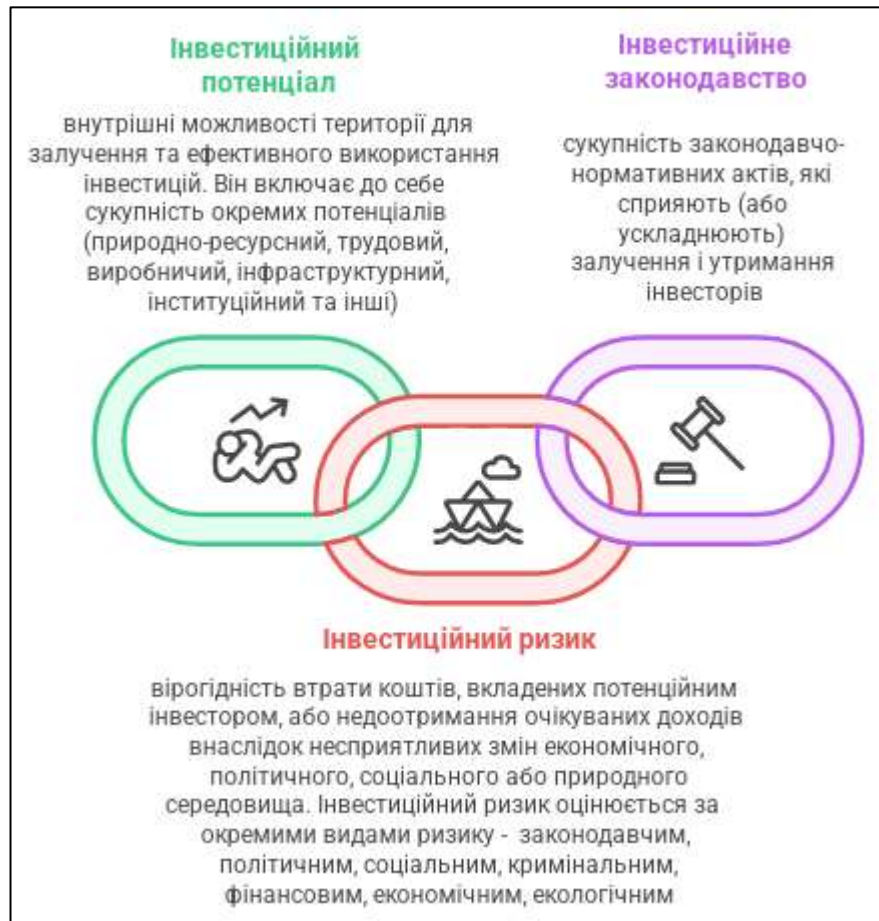 Інвестиційний
потенціал
внутрішні можливості території для
залучення та ефективного використання
інвестицій. Він включає до себе
сукупність окремих потенціалів
(природно-ресурсний, трудовий,
виробничий, інфраструктурний,
інституційний та інші)
Інвестиційне
законодавство
сукупність законодавчо-
нормативних актів, які
сприяють (або
ускладнюють)
залучення і утримання
інвесторів
Інвестиційний ризик
вірогідність втрати коштів, вкладених потенційним
інвестором, або недоотримання очікуваних доходів
внаслідок несприятливих змін економічного,
політичного, соціального або природного
середовища. Інвестиційний ризик оцінюється за
окремими видами ризику - законодавчим,
політичним, соціальним, кримінальним,
фінансовим, економічним, екологічним